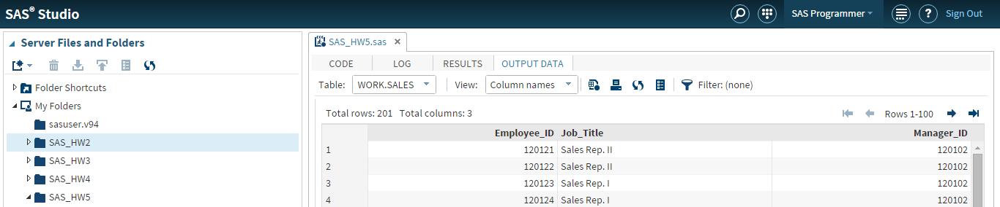 SAS® Studio
SAS Programmer
Sign Out
Server Files and Folders
Folder Shortcuts
My Folders
sasuser.v94
SAS_HW2
SAS_HW3
SAS_HW4
SAS_HW5
SAS_HW5.sas
CODE LOG RESULTS OUTPUT DATA
Table: WORK.SALES View: Column names Filter: (none)
Total rows: 201 Total columns: 3 Rows 1-100
Employee_ID Job_Title Manager_ID
1 120121 Sales Rep. II 120102
2 120122 Sales Rep. II 120102
3 120123 Sales Rep. I 120102
4 120124 Sales Rep. I 120102